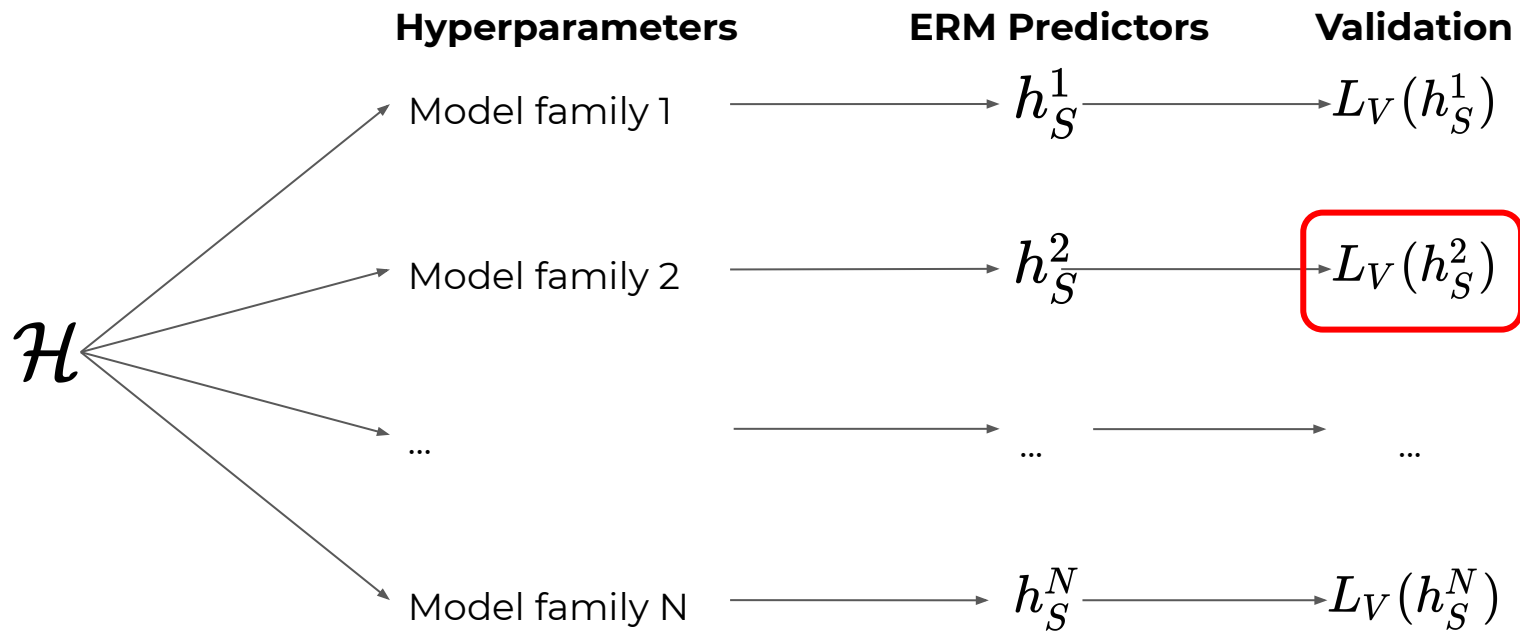 Hyperparameters ERM Predictors Validation
Model family 1 $h_S^1$ $L_V(h_S^1)$
Model family 2 $h_S^2$ $L_V(h_S^2)$
$\mathcal{H}$
... ... ...
Model family N $h_S^N$ $L_V(h_S^N)$